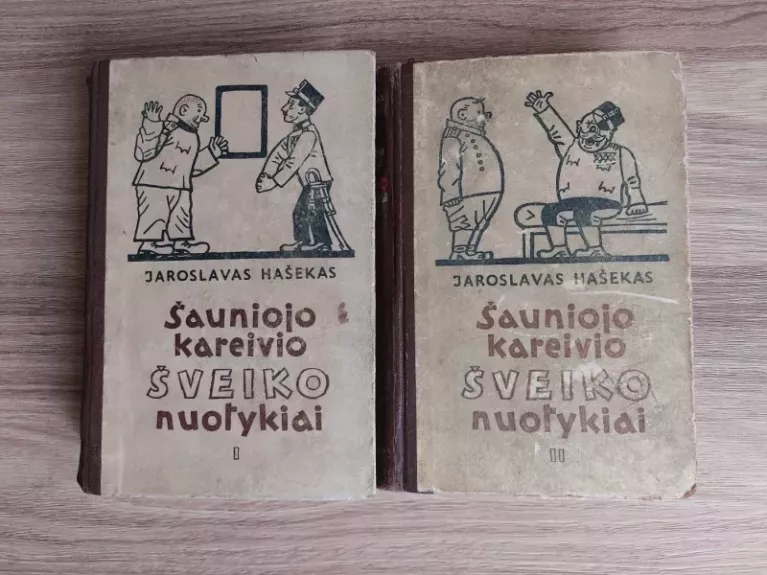 JAROSLAVAS HAŠEKAS
Šauniojo
kareivio
ŠVEIKO
nuotykiai
I
JAROSLAVAS HAŠEKAS
Šauniojo
kareivio
ŠVEIKO
nuotykiai
II